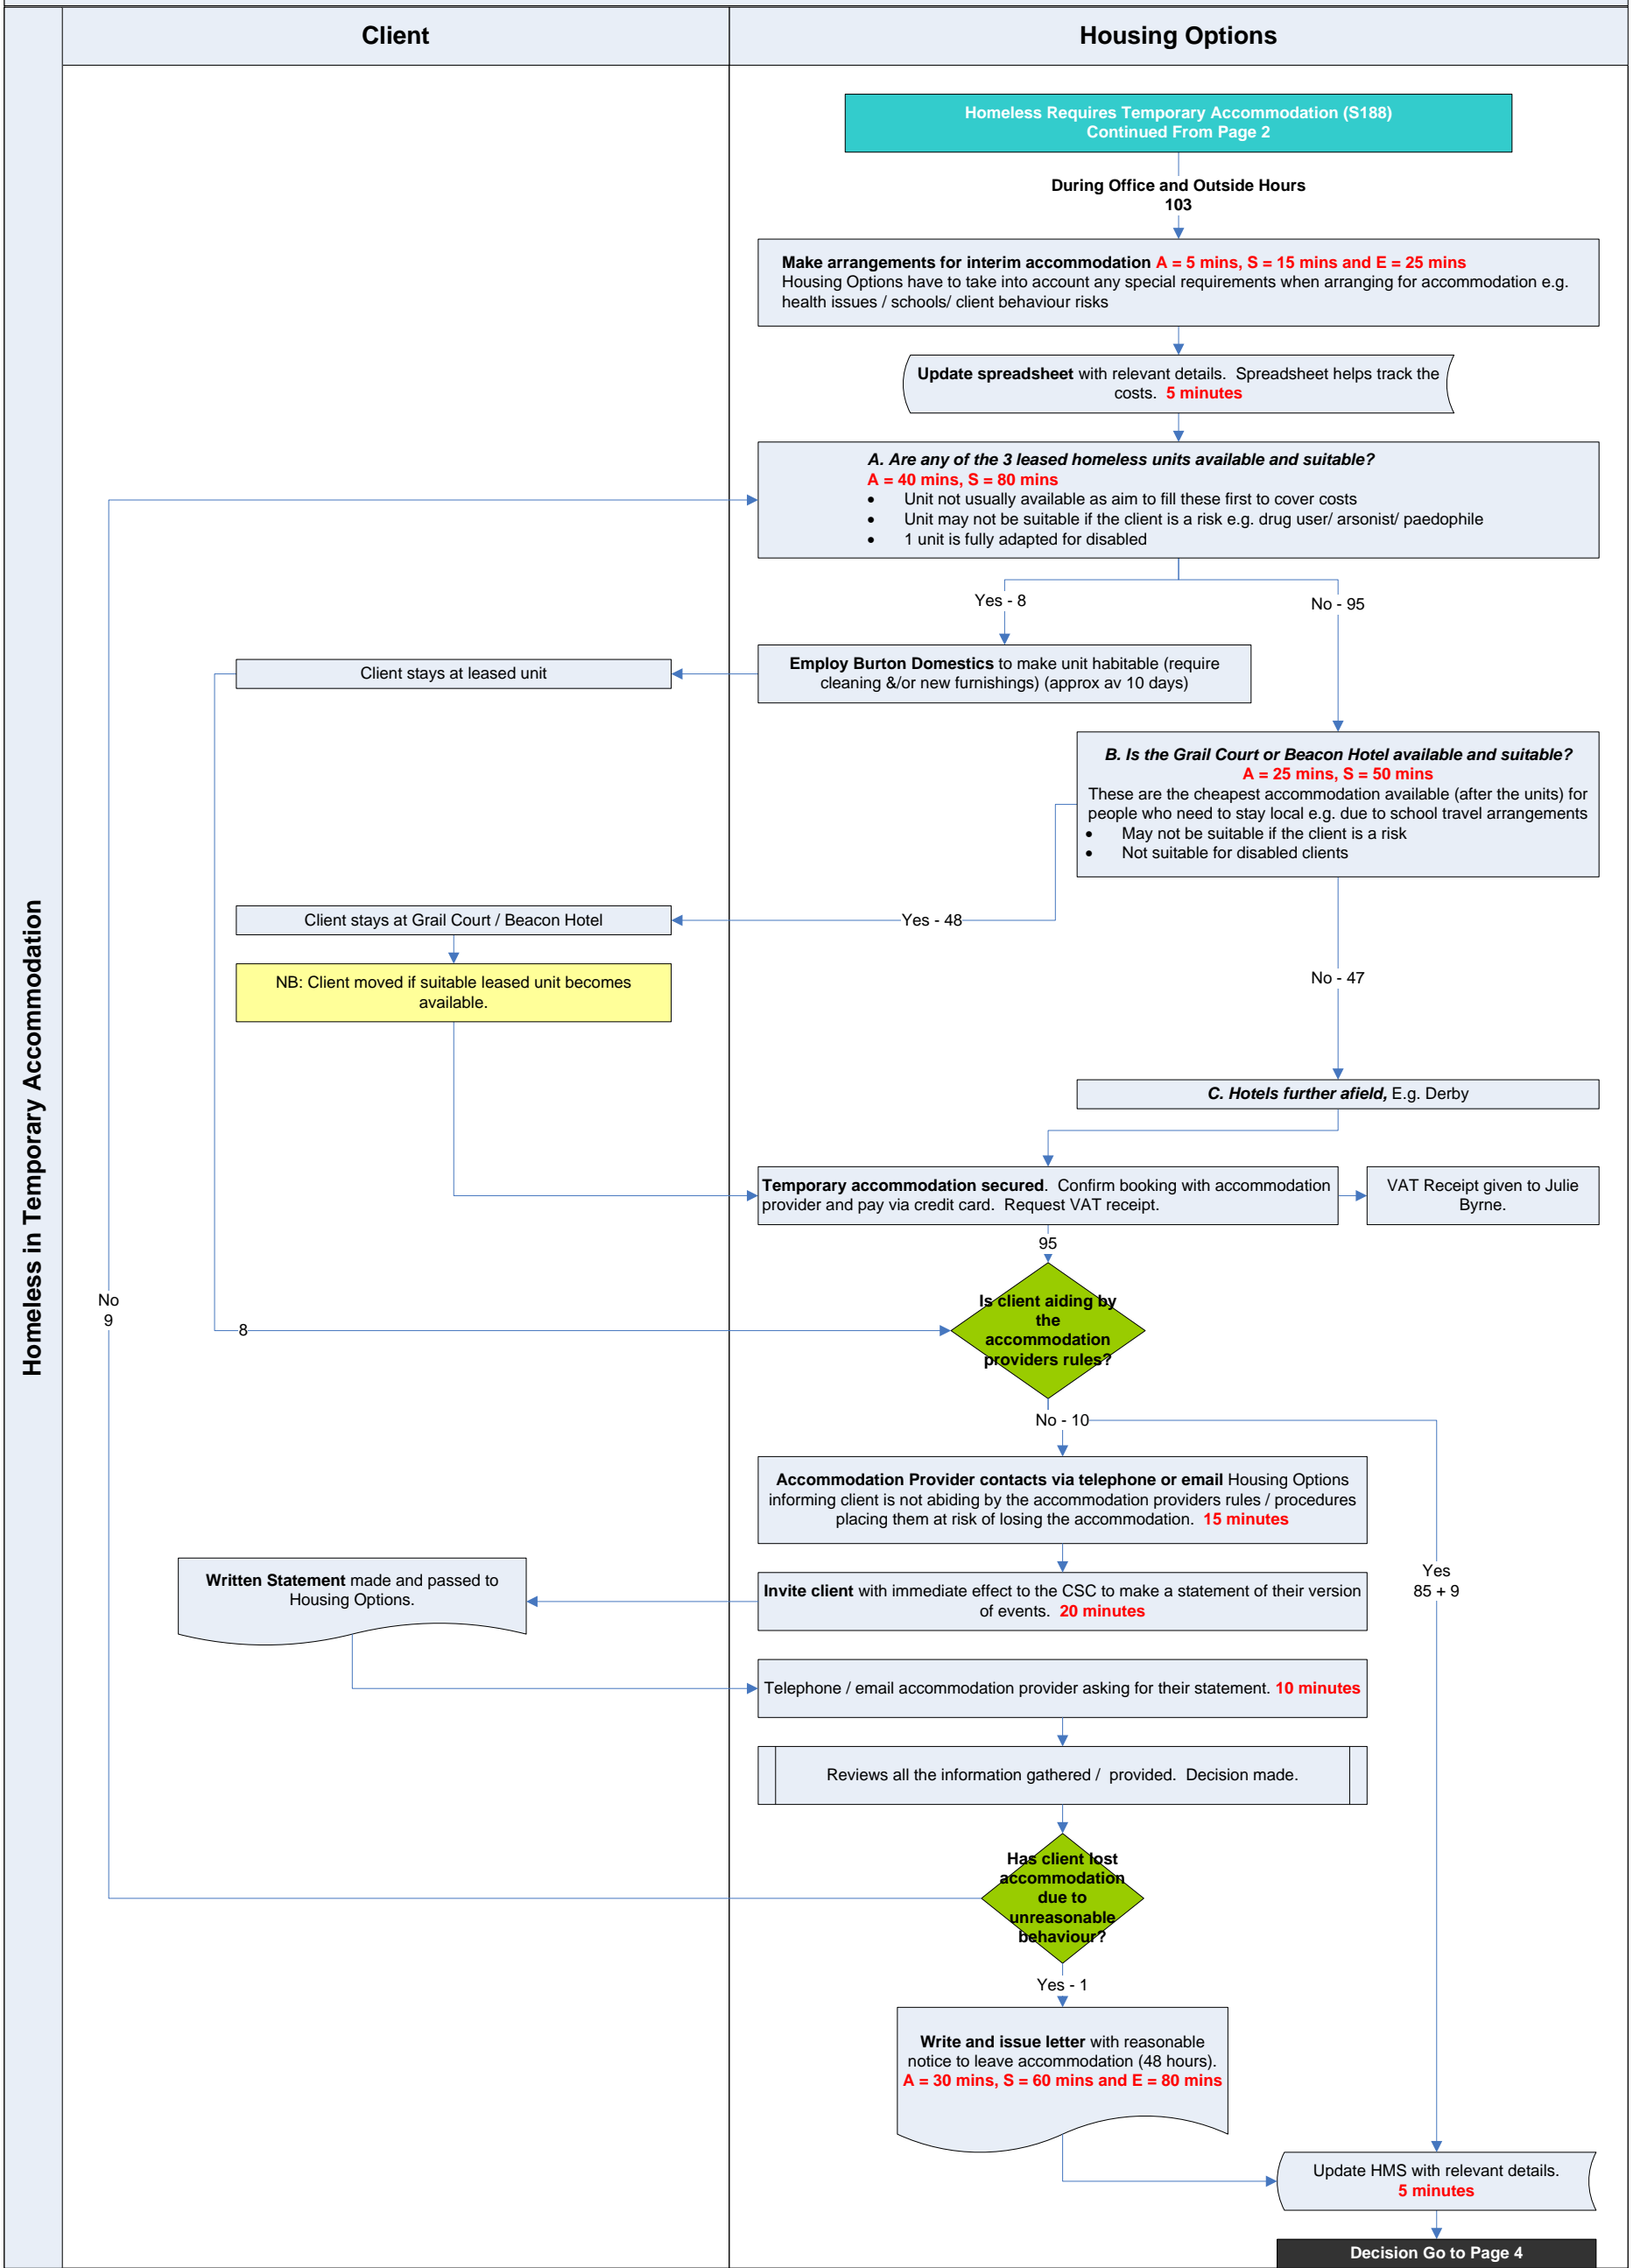 Client
Housing Options
Homeless in Temporary Accommodation
Homeless Requires Temporary Accommodation (S188)
Continued From Page 2
During Office and Outside Hours
103
Make arrangements for interim accommodation A = 5 mins, S = 15 mins and E = 25 mins
Housing Options have to take into account any special requirements when arranging for accommodation e.g.
health issues / schools/ client behaviour risks
Update spreadsheet with relevant details.  Spreadsheet helps track the
costs.  5 minutes
A. Are any of the 3 leased homeless units available and suitable?
A = 40 mins, S = 80 mins
• Unit not usually available as aim to fill these first to cover costs
• Unit may not be suitable if the client is a risk e.g. drug user/ arsonist/ paedophile
• 1 unit is fully adapted for disabled
Yes - 8
No - 95
Employ Burton Domestics to make unit habitable (require
cleaning &/or new furnishings) (approx av 10 days)
Client stays at leased unit
B. Is the Grail Court or Beacon Hotel available and suitable?
A = 25 mins, S = 50 mins
These are the cheapest accommodation available (after the units) for
people who need to stay local e.g. due to school travel arrangements
• May not be suitable if the client is a risk
• Not suitable for disabled clients
Yes - 48
Client stays at Grail Court / Beacon Hotel
NB: Client moved if suitable leased unit becomes
available.
No - 47
C. Hotels further afield, E.g. Derby
Temporary accommodation secured.  Confirm booking with accommodation
provider and pay via credit card.  Request VAT receipt.
VAT Receipt given to Julie
Byrne.
95
Is client aiding by
the
accommodation
providers rules?
8
No
9
No - 10
Accommodation Provider contacts via telephone or email Housing Options
informing client is not abiding by the accommodation providers rules / procedures
placing them at risk of losing the accommodation.  15 minutes
Yes
85 + 9
Invite client with immediate effect to the CSC to make a statement of their version
of events.  20 minutes
Written Statement made and passed to
Housing Options.
Telephone / email accommodation provider asking for their statement. 10 minutes
Reviews all the information gathered /  provided.  Decision made.
Has client lost
accommodation
due to
unreasonable
behaviour?
Yes - 1
Write and issue letter with reasonable
notice to leave accommodation (48 hours).
A = 30 mins, S = 60 mins and E = 80 mins
Update HMS with relevant details.
5 minutes
Decision Go to Page 4